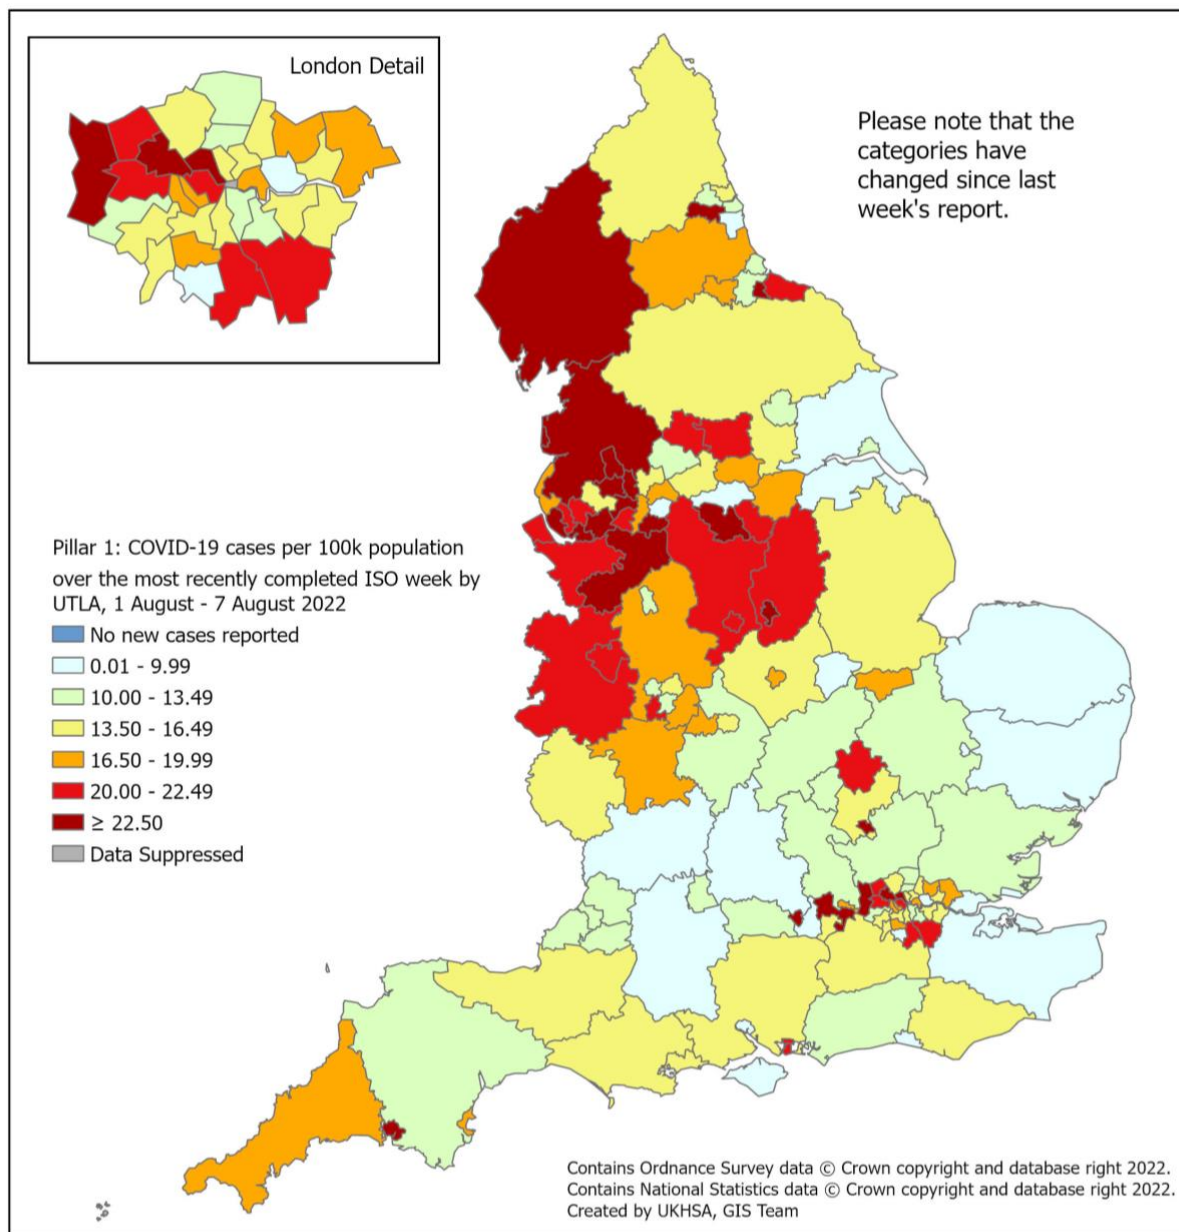 London Detail
Please note that the
categories have
changed since last
week's report.
Pillar 1: COVID-19 cases per 100k population
over the most recently completed ISO week by
UTLA, 1 August - 7 August 2022
No new cases reported
0.01 - 9.99
10.00 - 13.49
13.50 - 16.49
16.50 - 19.99
20.00 - 22.49
≥ 22.50
Data Suppressed
Contains Ordnance Survey data © Crown copyright and database right 2022.
Contains National Statistics data © Crown copyright and database right 2022.
Created by UKHSA, GIS Team